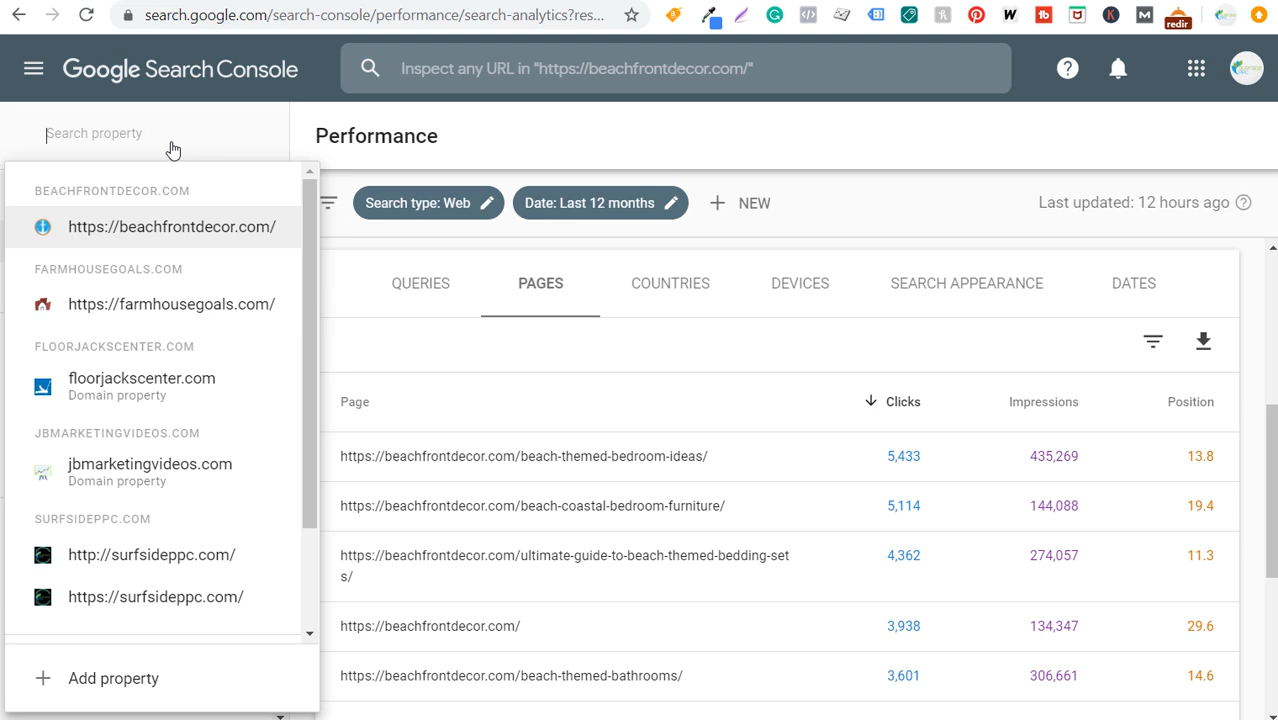 search.google.com/search-console/performance/search-analytics?res...
redir
Google Search Console
Inspect any URL in "https://beachfrontdecor.com/"
Search property
Performance
BEACHFRONTDECOR.COM
https://beachfrontdecor.com/
FARMHOUSEGOALS.COM
https://farmhousegoals.com/
FLOORJACKSCENTER.COM
floorjackscenter.com
Domain property
JBMARKETINGVIDEOS.COM
jbmarketingvideos.com
Domain property
SURFSIDEPPC.COM
http://surfsideppc.com/
https://surfsideppc.com/
Add property
Search type: Web
Date: Last 12 months
NEW
Last updated: 12 hours ago
QUERIES PAGES COUNTRIES DEVICES SEARCH APPEARANCE DATES
Page Clicks Impressions Position
https://beachfrontdecor.com/beach-themed-bedroom-ideas/ 5,433 435,269 13.8
https://beachfrontdecor.com/beach-coastal-bedroom-furniture/ 5,114 144,088 19.4
https://beachfrontdecor.com/ultimate-guide-to-beach-themed-bedding-set 4,362 274,057 11.3
s/
https://beachfrontdecor.com/ 3,938 134,347 29.6
https://beachfrontdecor.com/beach-themed-bathrooms/ 3,601 306,661 14.6